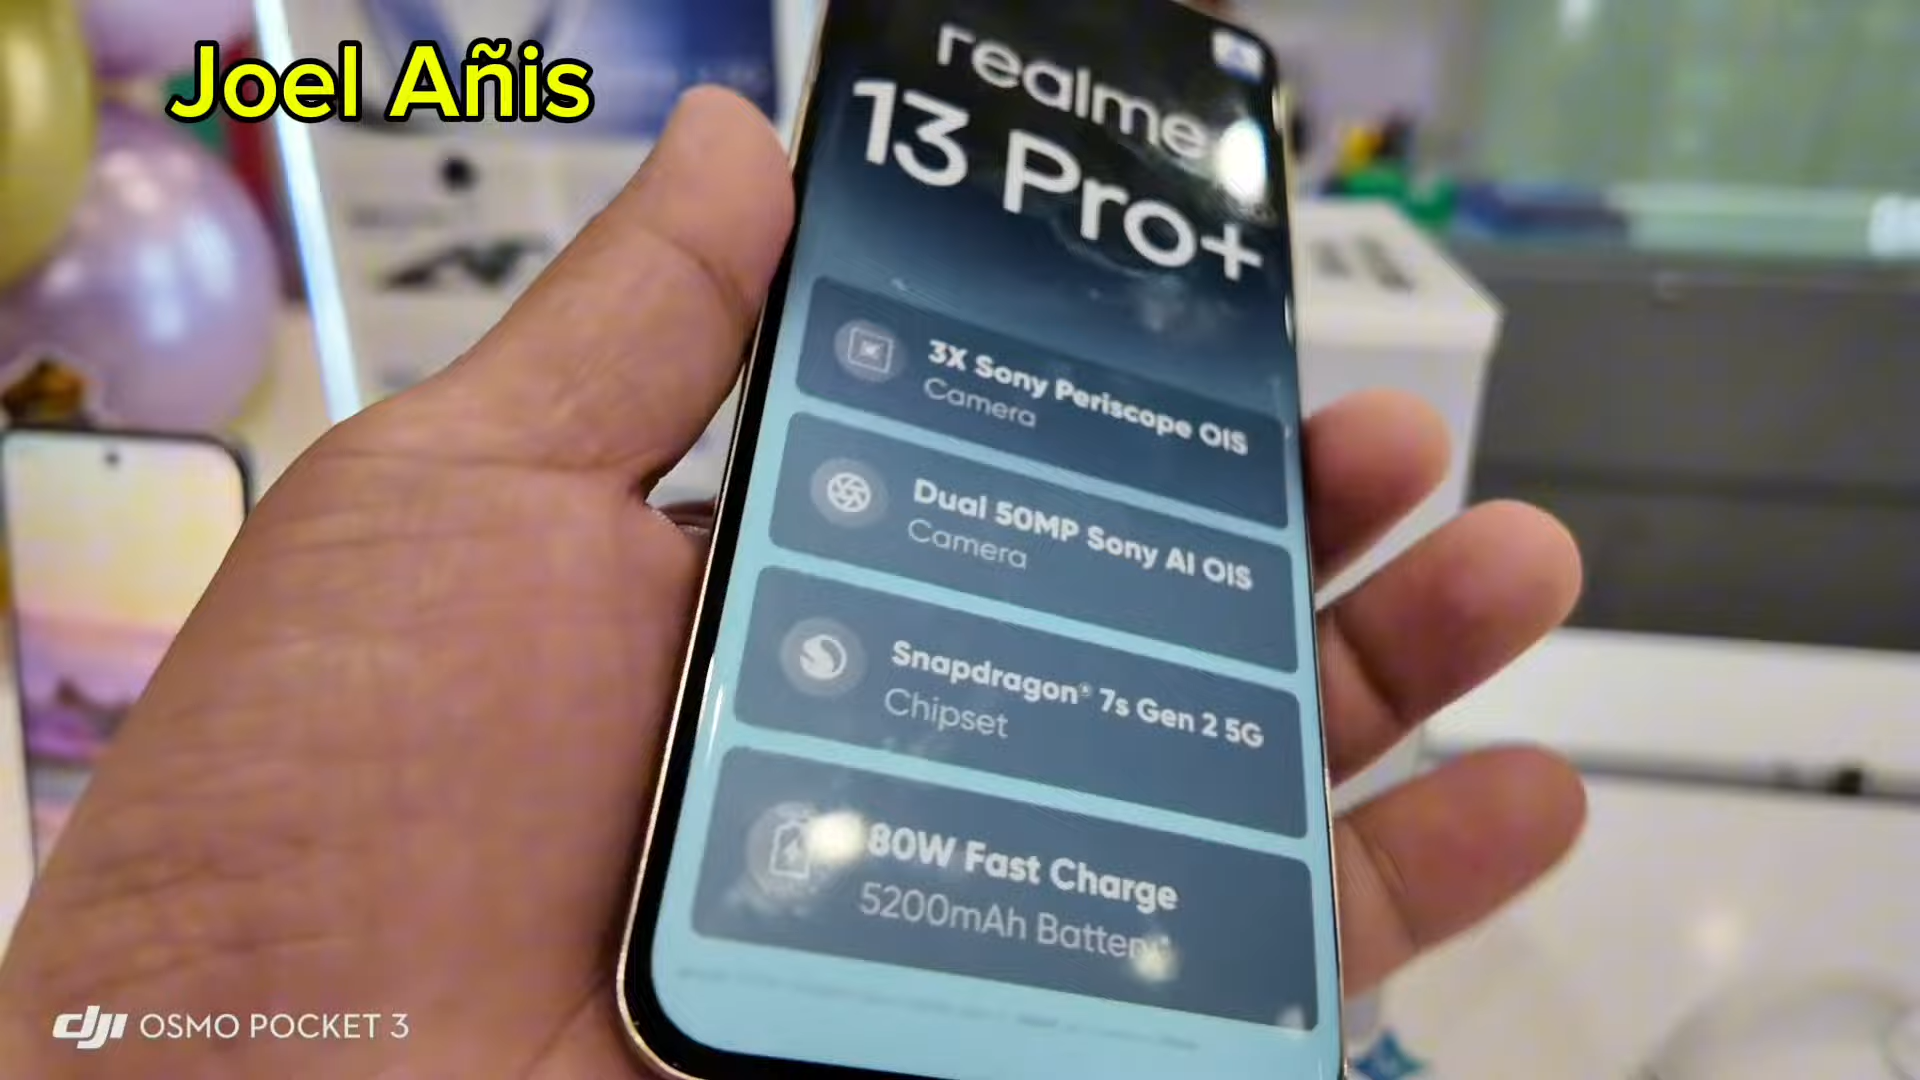 Joel Añis
realme
13 Pro+
3X Sony Periscope OIS
Camera
Dual 50MP Sony AI OIS
Camera
Snapdragon® 7s Gen 2 5G
Chipset
80W Fast Charge
5200mAh Battery
dji OSMO POCKET 3